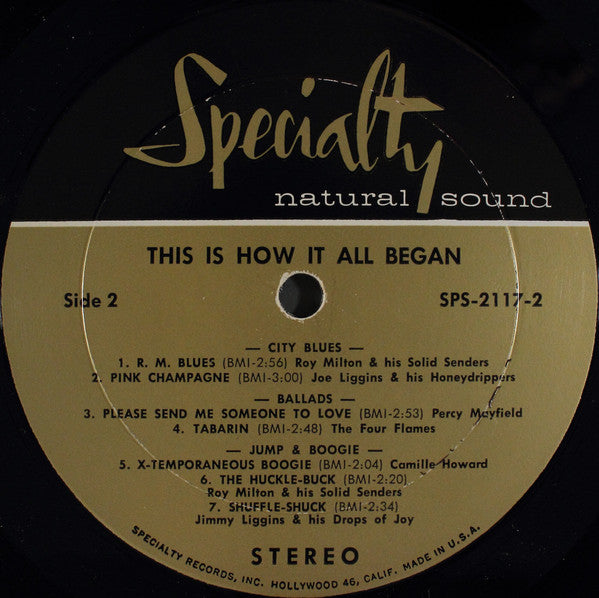 Specialty
natural sound
THIS IS HOW IT ALL BEGAN
Side 2
SPS-2117-2
— CITY BLUES —
1. R. M. BLUES (BMI-2:56) Roy Milton & his Solid Senders
2. PINK CHAMPAGNE (BMI-3:00) Joe Liggins & his Honeydrippers
— BALLADS —
3. PLEASE SEND ME SOMEONE TO LOVE (BMI-2:53) Percy Mayfield
4. TABARIN (BMI-2:48) The Four Flames
— JUMP & BOOGIE —
5. X-TEMPORANEOUS BOOGIE (BMI-2:04) Camille Howard
6. THE HUCKLE-BUCK (BMI-2:20)
Roy Milton & his Solid Senders
7. SHUFFLE-SHUCK (BMI-2:34)
Jimmy Liggins & his Drops of Joy
STEREO
SPECIALTY RECORDS, INC. HOLLYWOOD 46, CALIF. MADE IN U.S.A.